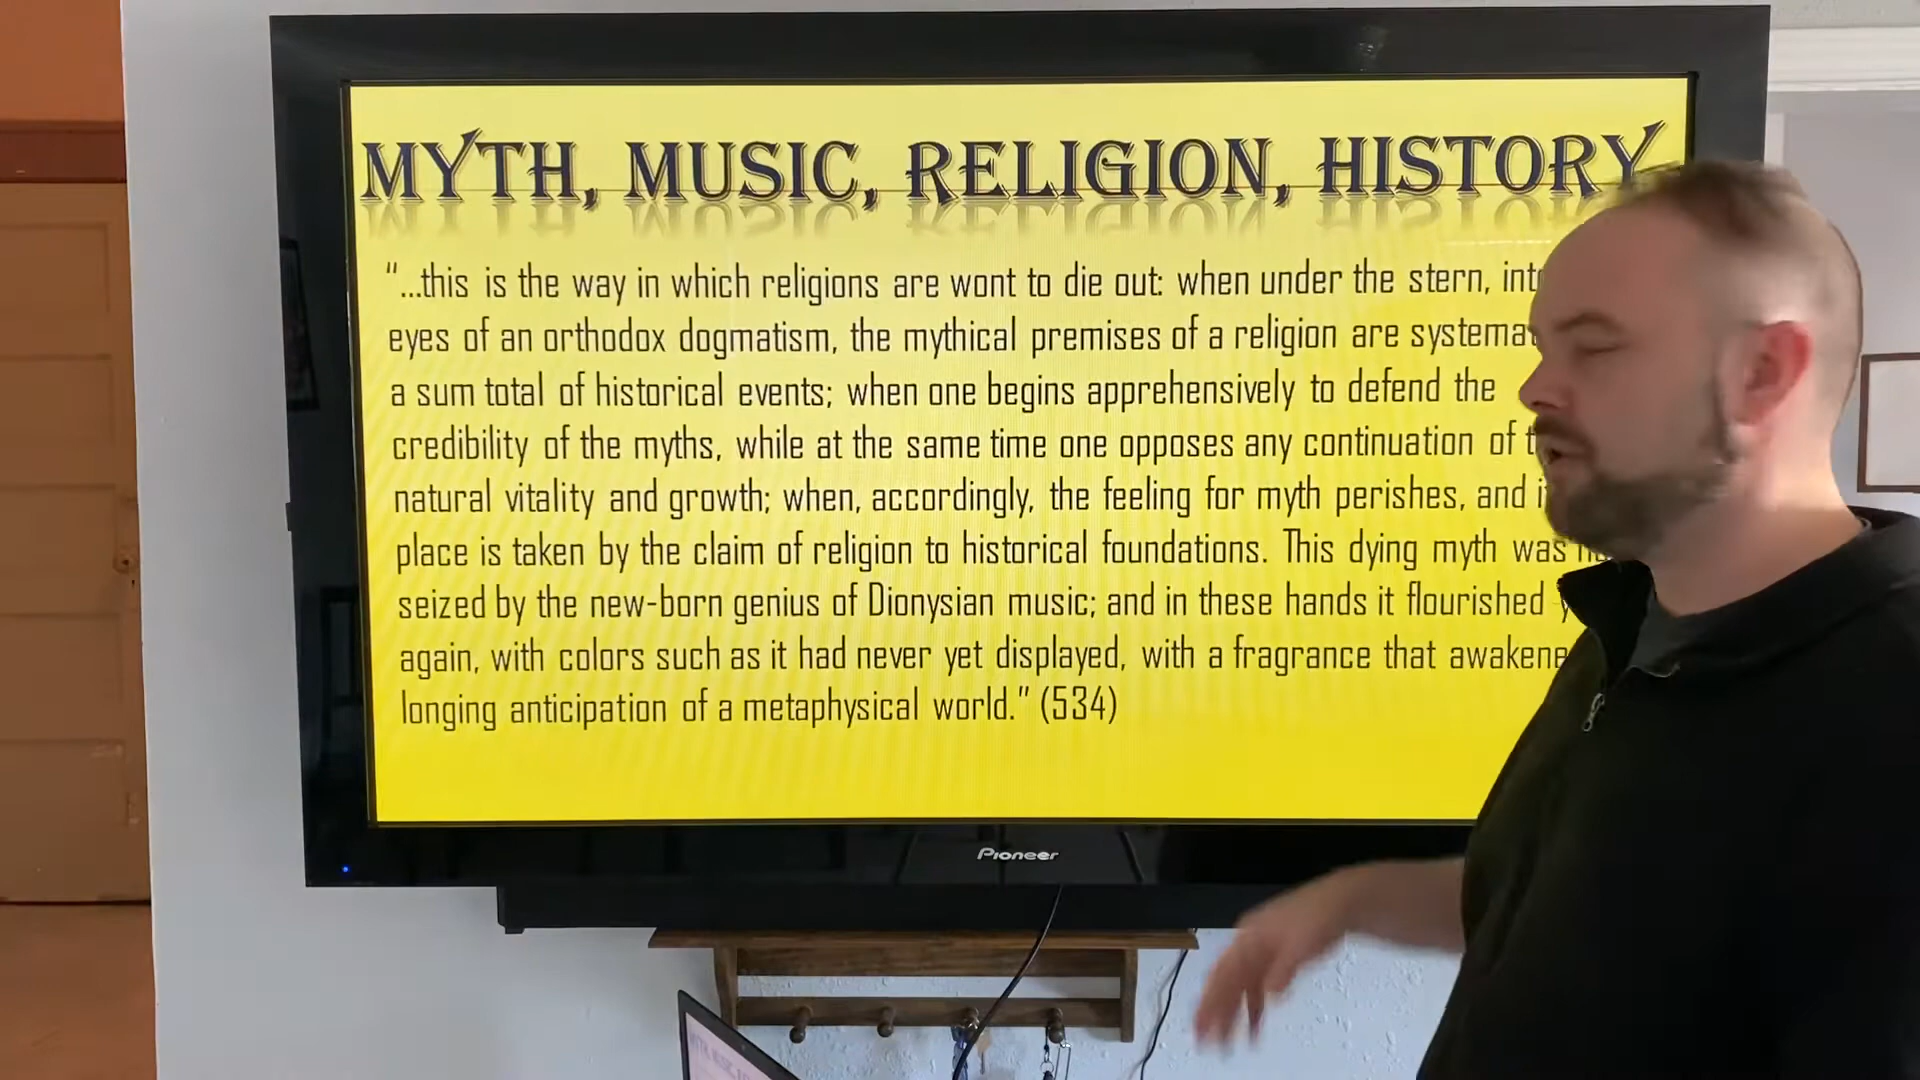 MYTH, MUSIC, RELIGION, HISTORY
"...this is the way in which religions are wont to die out: when under the stern,
eyes of an orthodox dogmatism, the mythical premises of a religion are
a sum total of historical events; when one begins apprehensively to defend the
credibility of the myths, while at the same time one opposes any continuation of
natural vitality and growth; when, accordingly, the feeling for myth perishes, and
place is taken by the claim of religion to historical foundations. This dying myth was
seized by the new-born genius of Dionysian music; and in these hands it flourished
again, with colors such as it had never yet displayed, with a fragrance that
longing anticipation of a metaphysical world." (534)
Pioneer